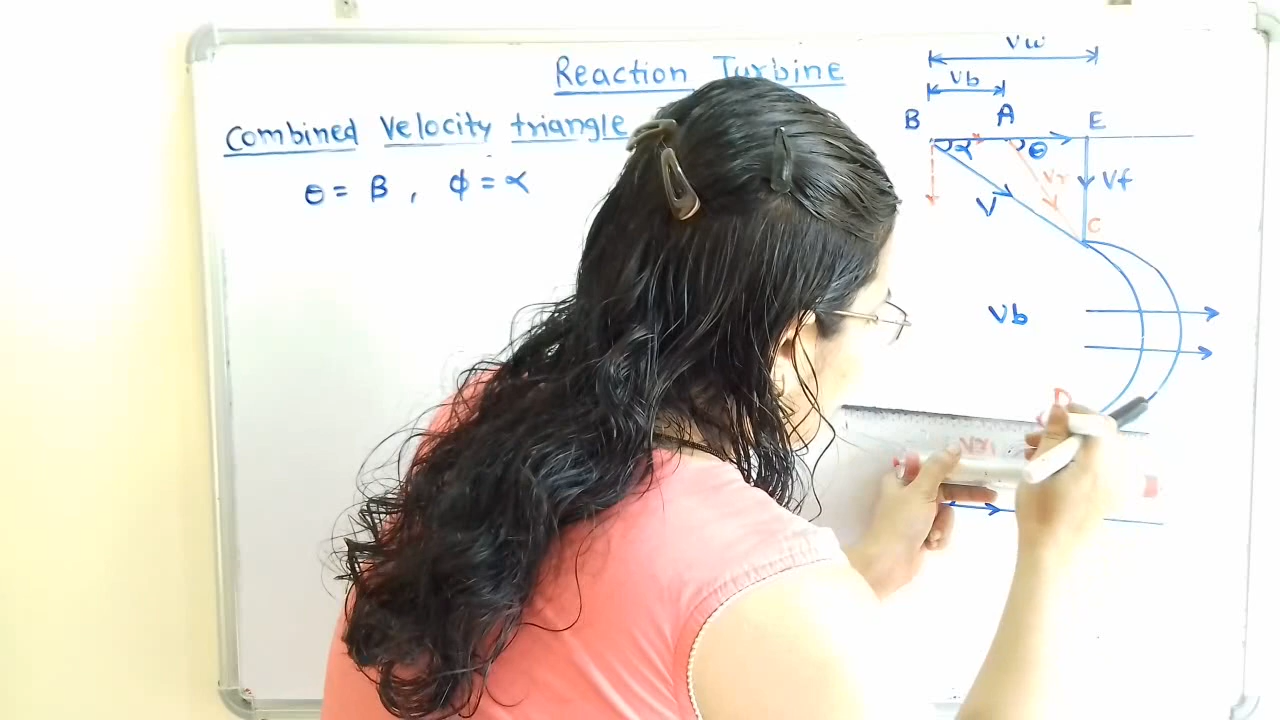 Reaction Turbine
Combined Velocity triangle
θ = β , φ = α
Vw
Vb
B A E
α θ
V Vr Vf
C
Vb
D